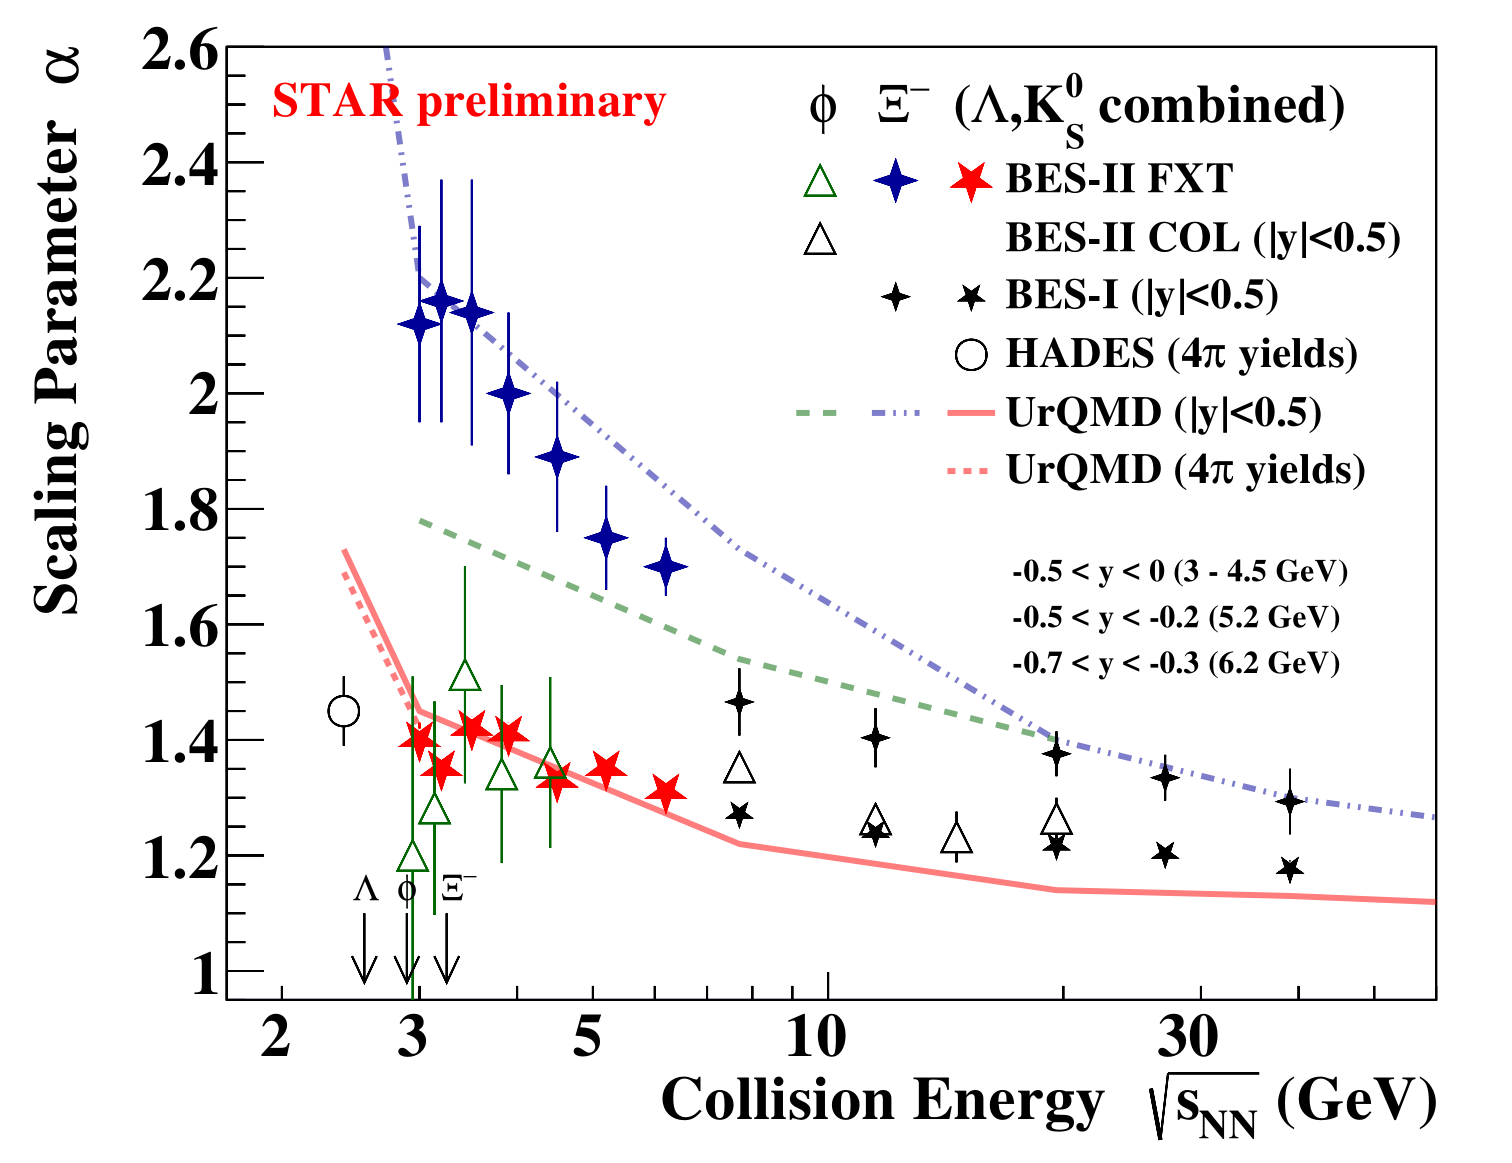 STAR preliminary
ϕ Ξ⁻ (Λ,K⁰S combined)
BES-II FXT
BES-II COL (|y|<0.5)
BES-I (|y|<0.5)
HADES (4π yields)
UrQMD (|y|<0.5)
UrQMD (4π yields)
-0.5 < y < 0 (3 - 4.5 GeV)
-0.5 < y < -0.2 (5.2 GeV)
-0.7 < y < -0.3 (6.2 GeV)
Scaling Parameter α
2.6
2.4
2.2
2
1.8
1.6
1.4
1.2
1
Λ ϕ Ξ⁻
2 3 5 10 30
Collision Energy √sNN (GeV)